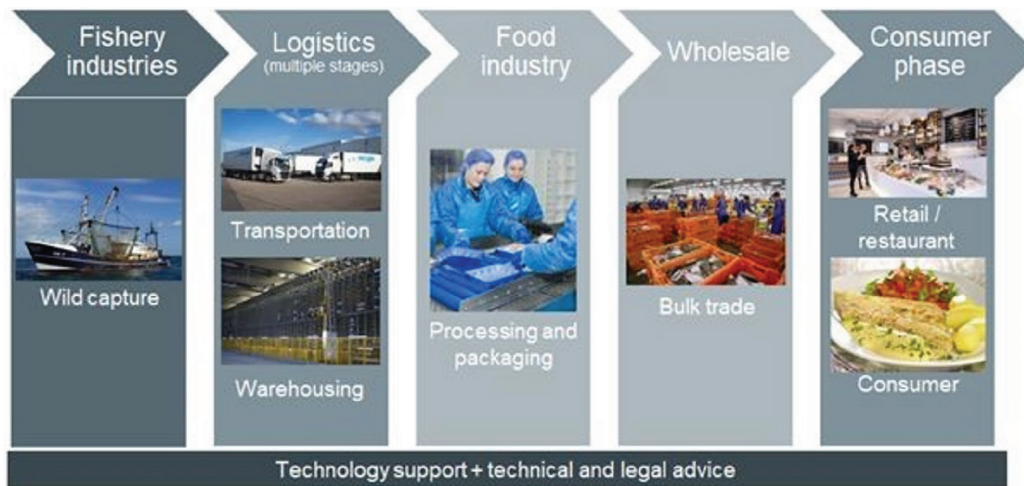 Fishery
industries
Logistics
(multiple stages)
Food
industry
Wholesale
Consumer
phase
Wild capture
Transportation
Warehousing
Processing and
packaging
Bulk trade
Retail /
restaurant
Consumer
Technology support + technical and legal advice